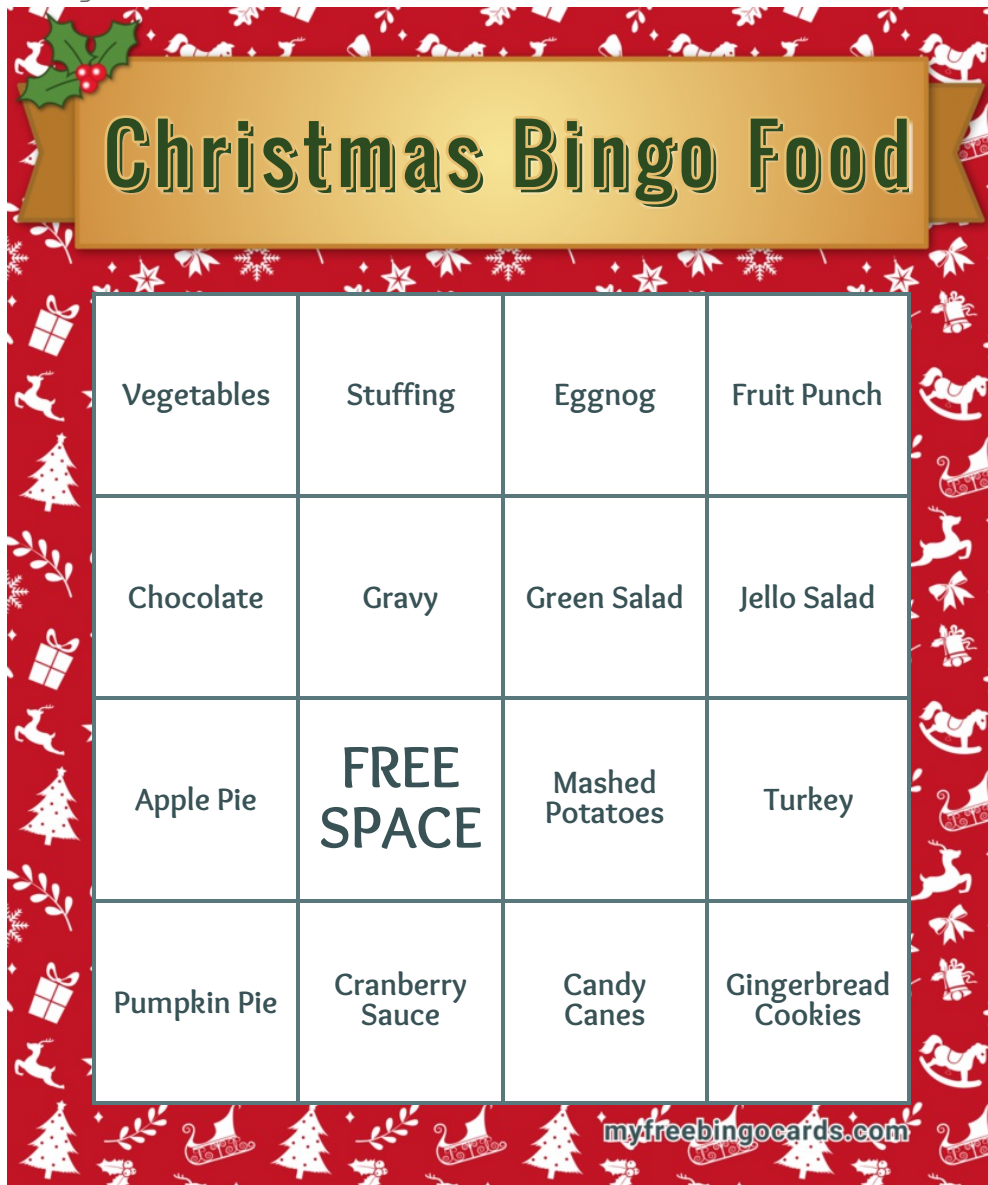 Christmas Bingo Food
Vegetables
Stuffing
Eggnog
Fruit Punch
Chocolate
Gravy
Green Salad
Jello Salad
Apple Pie
FREE
SPACE
Mashed
Potatoes
Turkey
Pumpkin Pie
Cranberry
Sauce
Candy
Canes
Gingerbread
Cookies
myfreebingocards.com